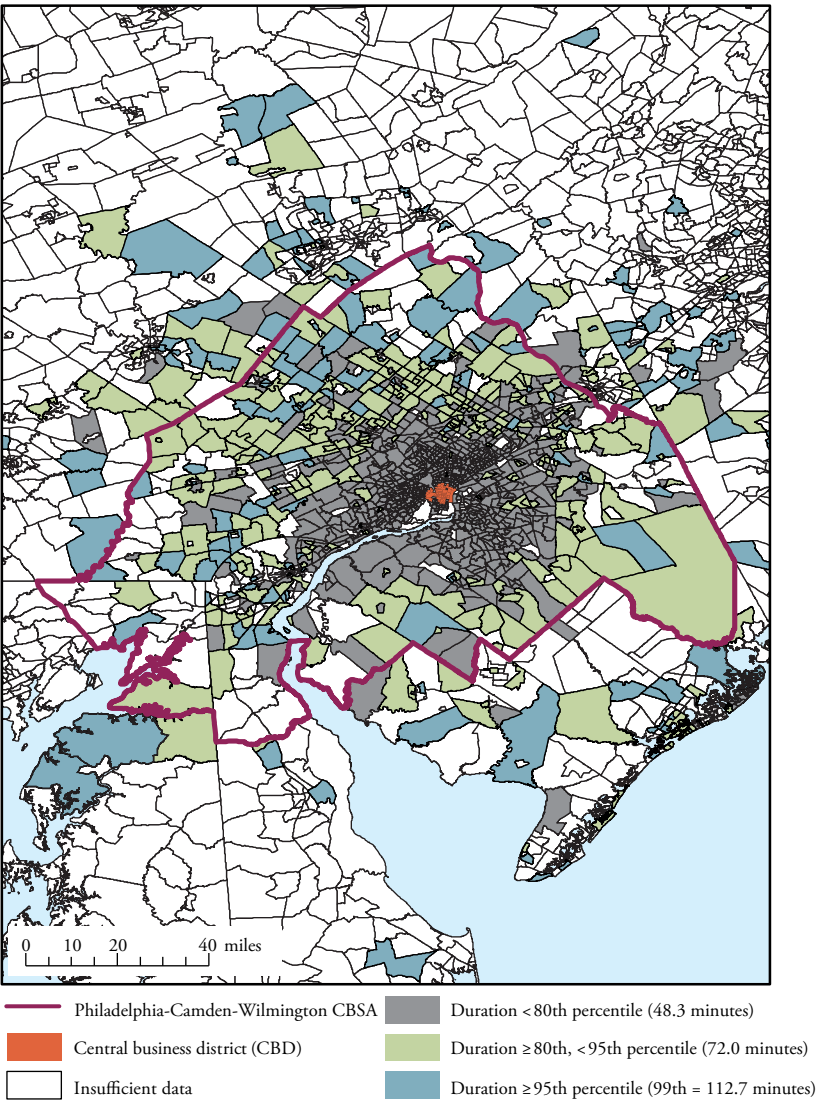 0 10 20 40 miles
Philadelphia-Camden-Wilmington CBSA
Central business district (CBD)
Insufficient data
Duration <80th percentile (48.3 minutes)
Duration ≥80th, <95th percentile (72.0 minutes)
Duration ≥95th percentile (99th = 112.7 minutes)